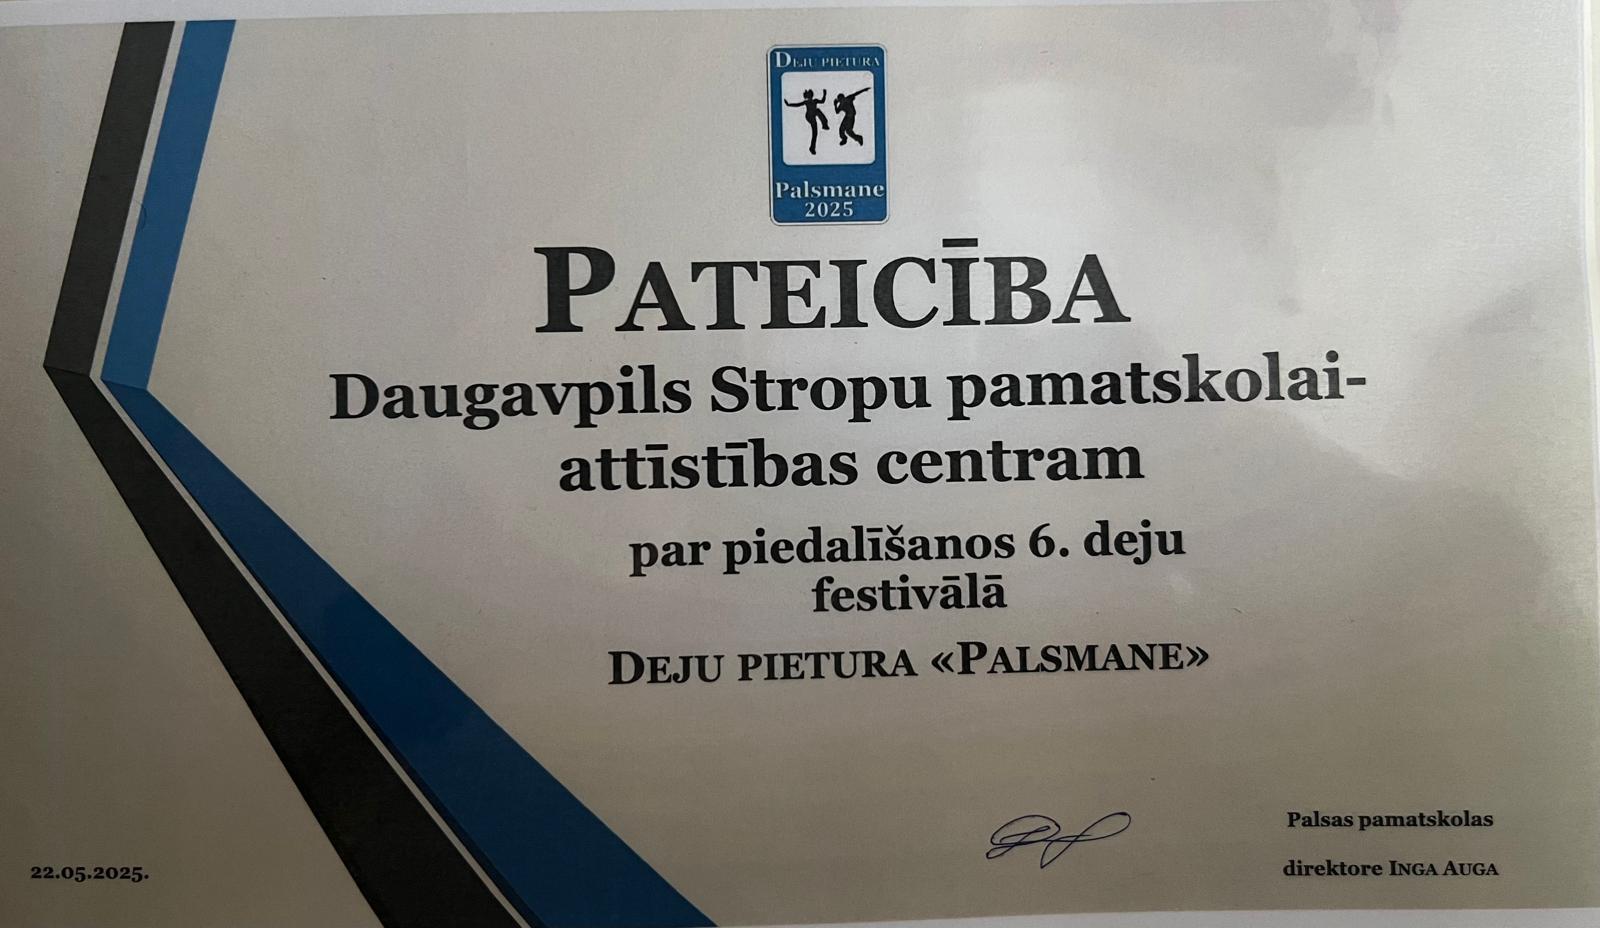 DEJU PIETURA
Palsmane
2025
PATEICĪBA
Daugavpils Stropu pamatskolai-
attīstības centram
par piedalīšanos 6. deju
festivālā
DEJU PIETURA «PALSMANE»
Palsas pamatskolas
22.05.2025.
direktore INGA AUGA